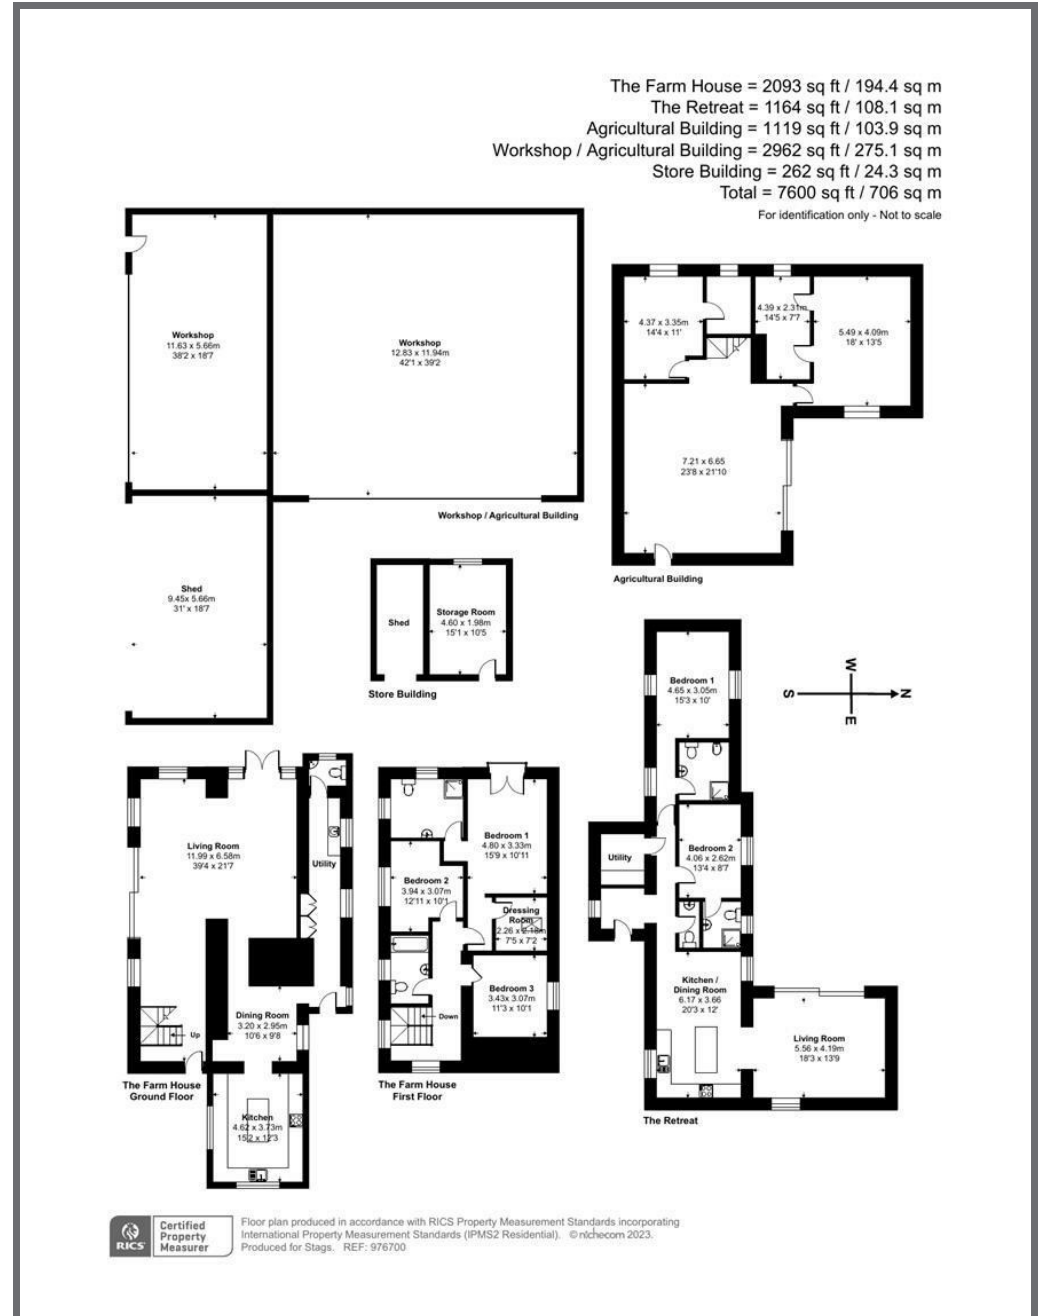 The Farm House = 2093 sq ft / 194.4 sq m
The Retreat = 1164 sq ft / 108.1 sq m
Agricultural Building = 1119 sq ft / 103.9 sq m
Workshop / Agricultural Building = 2962 sq ft / 275.1 sq m
Store Building = 262 sq ft / 24.3 sq m
Total = 7600 sq ft / 706 sq m
For identification only - Not to scale
Workshop
11.63 x 5.66m
38'2 x 18'7
Workshop
12.83 x 11.94m
42'1 x 39'2
Workshop / Agricultural Building
Shed
9.45x 5.66m
31' x 18'7
4.37 x 3.35m
14'4 x 11'
4.39 x 2.31m
14'5 x 7'7
5.49 x 4.09m
18' x 13'5
7.21 x 6.65
23'8 x 21'10
Agricultural Building
Shed
Storage Room
4.60 x 1.98m
15'1 x 10'5
Store Building
W
S
N
E
Living Room
11.99 x 6.58m
39'4 x 21'7
Utility
Dining Room
3.20 x 2.95m
10'6 x 9'8
Up
The Farm House
Ground Floor
Kitchen
4.62 x 3.73m
15'2 x 12'3
Bedroom 1
4.80 x 3.33m
15'9 x 10'11
Bedroom 2
3.94 x 3.07m
12'11 x 10'1
Dressing
Room
2.26 x 2.18m
7'5 x 7'2
Bedroom 3
3.43x 3.07m
11'3 x 10'1
Down
The Farm House
First Floor
Bedroom 1
4.65 x 3.05m
15'3 x 10'
Utility
Bedroom 2
4.06 x 2.62m
13'4 x 8'7
Kitchen /
Dining Room
6.17 x 3.66
20'3 x 12'
Living Room
5.56 x 4.19m
18'3 x 13'9
The Retreat
RICS
Certified
Property
Measurer
Floor plan produced in accordance with RICS Property Measurement Standards incorporating
International Property Measurement Standards (IPMS2 Residential). © nichecom 2023.
Produced for Stags. REF: 976700